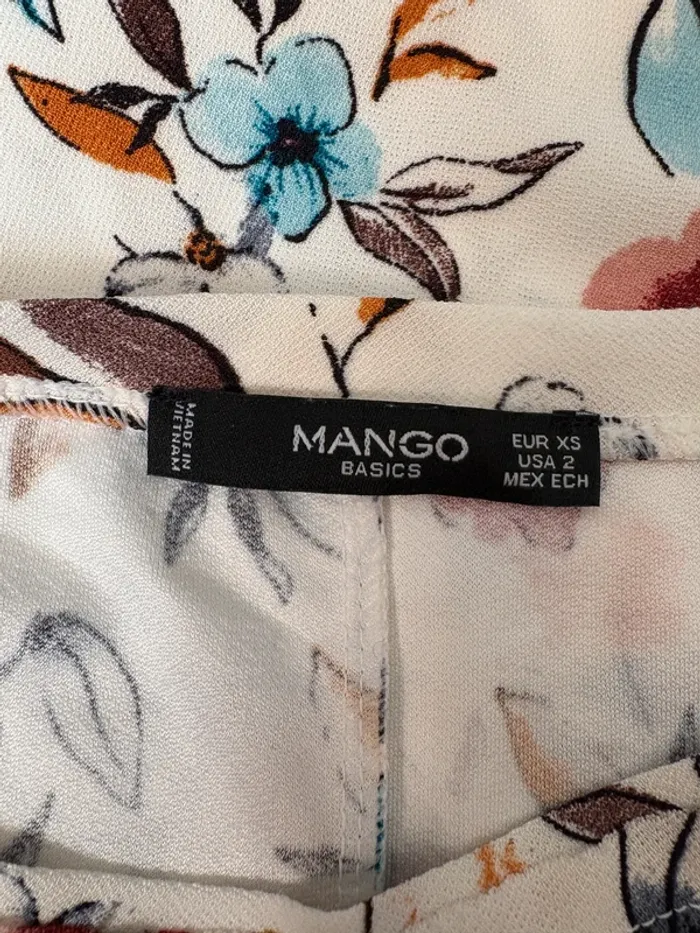 MADE IN
VIETNAM
MANGO
BASICS
EUR XS
USA 2
MEX ECH